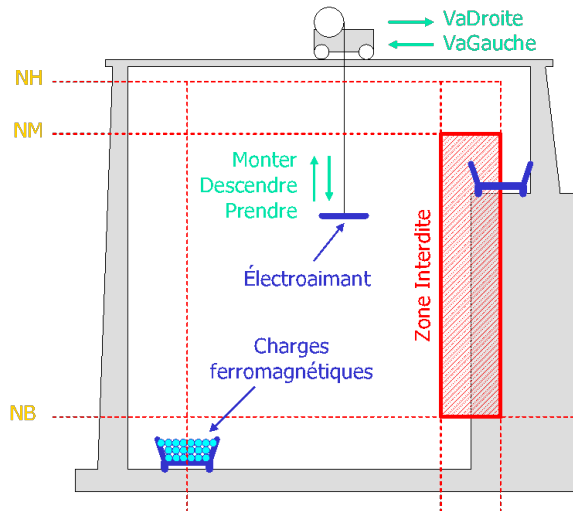 VaDroite
VaGauche
NH
NM
Monter
Descendre
Prendre
Électroaimant
Zone Interdite
Charges
ferromagnétiques
NB